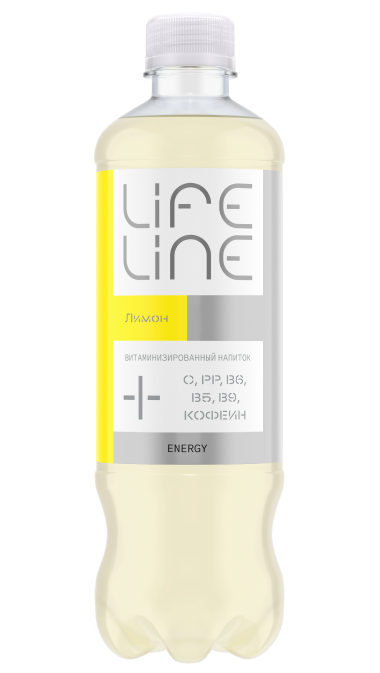 LIFE
LINE
Лимон
ВИТАМИНИЗИРОВАННЫЙ НАПИТОК
C, PP, B6,
B5, B9,
КОФЕИН
ENERGY